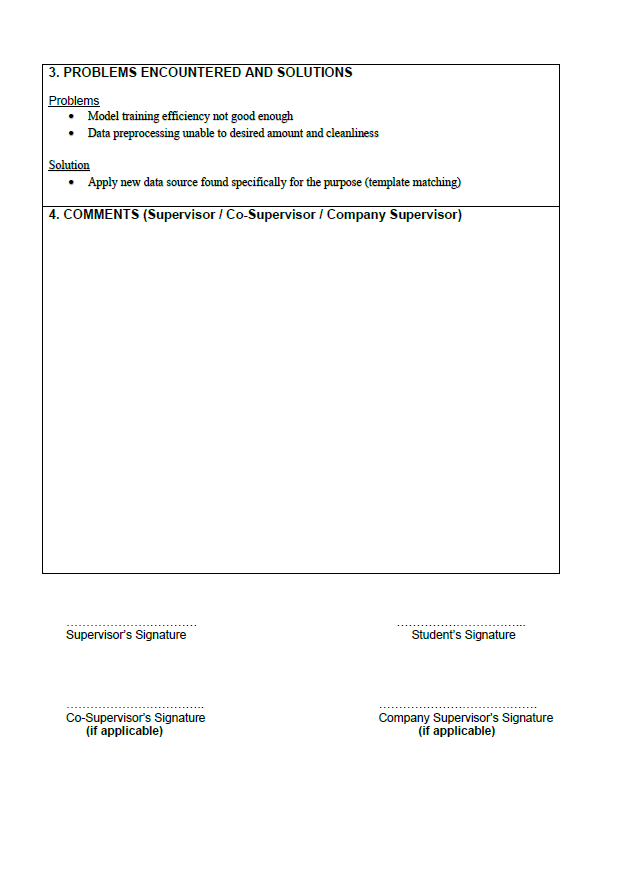 3. PROBLEMS ENCOUNTERED AND SOLUTIONS
Problems
• Model training efficiency not good enough
• Data preprocessing unable to desired amount and cleanliness
Solution
• Apply new data source found specifically for the purpose (template matching)
4. COMMENTS (Supervisor / Co-Supervisor / Company Supervisor)
…………………………… …………………………..
Supervisor’s Signature Student’s Signature
…………………………….. ………………………………….
Co-Supervisor’s Signature Company Supervisor’s Signature
(if applicable) (if applicable)